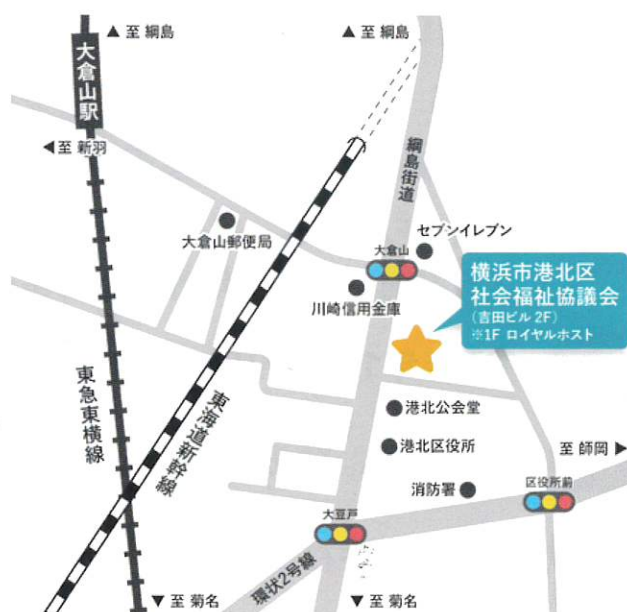 ▲至 綱島
▲至 綱島
大倉山駅
◀至 新羽
綱島街道
大倉山郵便局
セブンイレブン
大倉山
川崎信用金庫
横浜市港北区
社会福祉協議会
(吉田ビル 2F)
※1F ロイヤルホスト
東急東横線
東海道新幹線
港北公会堂
港北区役所
至 師岡▶
消防署
区役所前
大豆戸
環状2号線
▼至 菊名
▼至 菊名